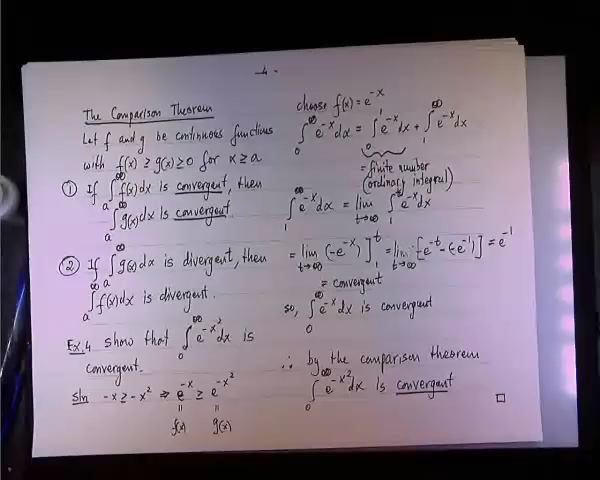 - 4 -
The Comparison Theorem
Let f and g be continuous functions
with f(x) ≥ g(x) ≥ 0 for x ≥ a
① If ∫_a^∞ f(x) dx is convergent, then
∫_a^∞ g(x) dx is convergent
② If ∫_a^∞ g(x) dx is divergent, then
∫_a^∞ f(x) dx is divergent.
Ex.4 show that ∫_0^∞ e^{-x^2} dx is
convergent.
Sln -x ≥ -x^2 ⇒ e^{-x} ≥ e^{-x^2}
= =
f(x) g(x)
choose f(x) = e^{-x}
∫_0^∞ e^{-x} dx = ∫_0^1 e^{-x} dx + ∫_1^∞ e^{-x} dx
= finite number
(ordinary integral)
∫_1^∞ e^{-x} dx = lim_{t→∞} ∫_1^t e^{-x} dx
= lim_{t→∞} (-e^{-x}) ]_1^t = lim_{t→∞} [-e^{-t} - (-e^{-1})] = e^{-1}
= convergent
so, ∫_0^∞ e^{-x} dx is convergent
∴ by the comparison theorem
∫_0^∞ e^{-x^2} dx is convergent □